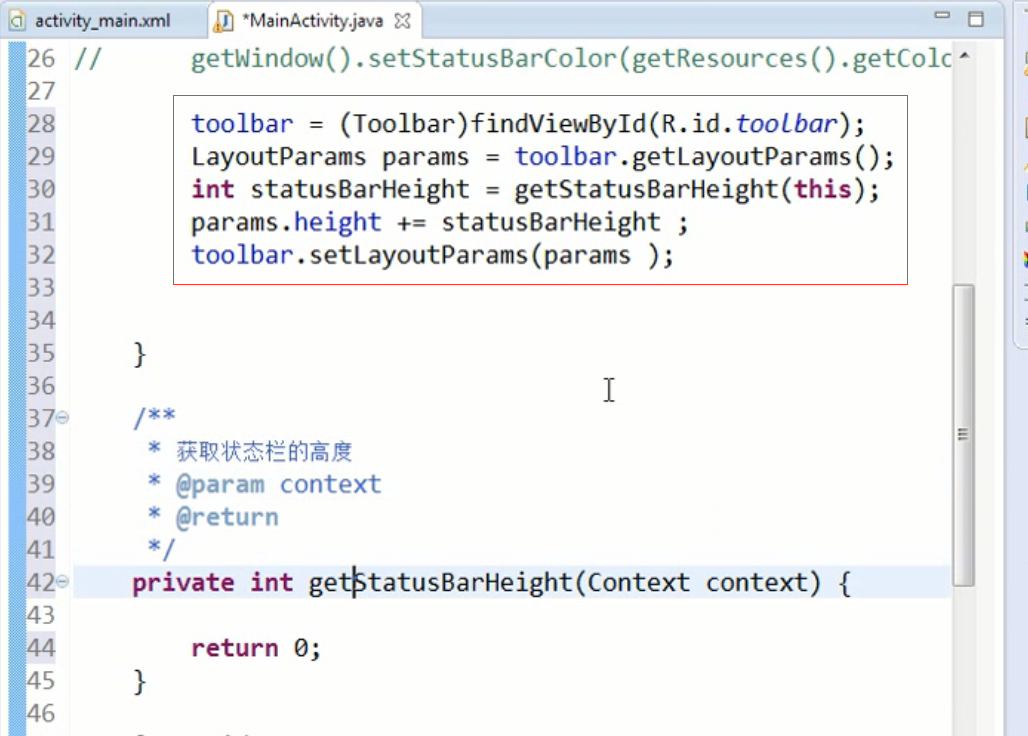 activity_main.xml *MainActivity.java
26 // getWindow().setStatusBarColor(getResources().getColo
27
28 toolbar = (Toolbar)findViewById(R.id.toolbar);
29 LayoutParams params = toolbar.getLayoutParams();
30 int statusBarHeight = getStatusBarHeight(this);
31 params.height += statusBarHeight ;
32 toolbar.setLayoutParams(params );
33
34
35 }
36
37 /**
38 * 获取状态栏的高度
39 * @param context
40 * @return
41 */
42 private int getStatusBarHeight(Context context) {
43
44 return 0;
45 }
46